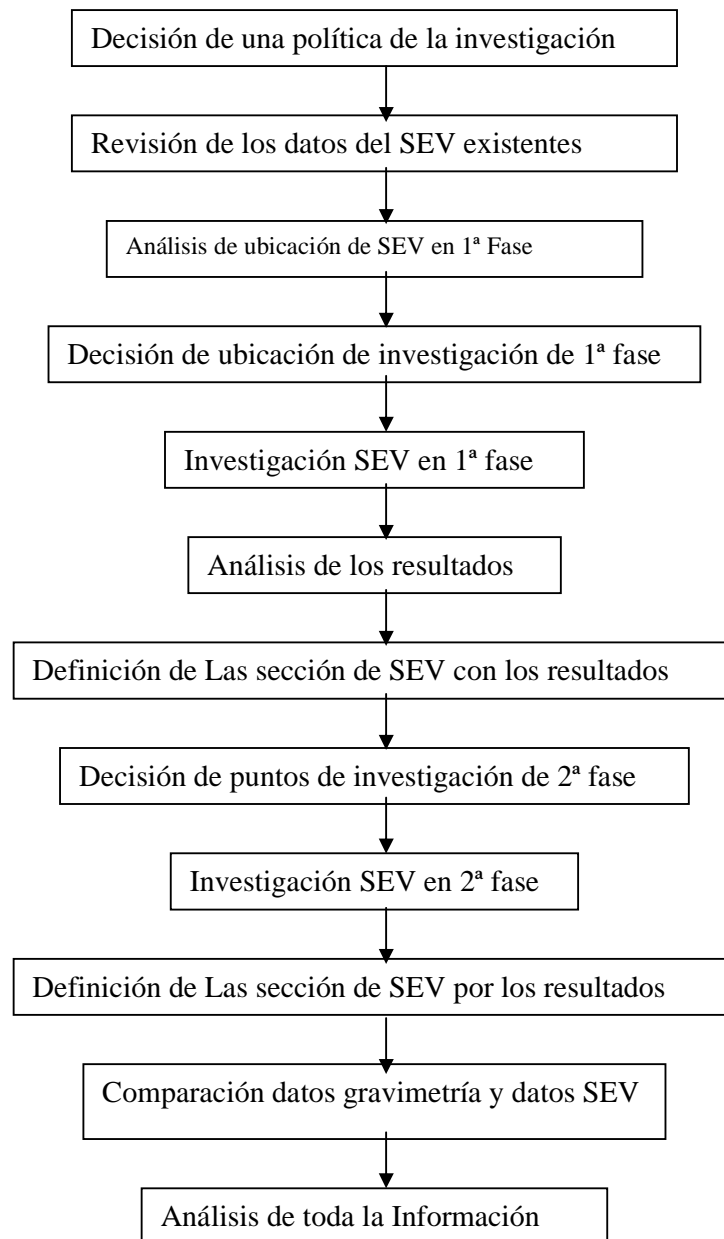 Decisión de una política de la investigación
Revisión de los datos del SEV existentes
Análisis de ubicación de SEV en 1ª Fase
Decisión de ubicación de investigación de 1ª fase
Investigación SEV en 1ª fase
Análisis de los resultados
Definición de Las sección de SEV con los resultados
Decisión de puntos de investigación de 2ª fase
Investigación SEV en 2ª fase
Definición de Las sección de SEV por los resultados
Comparación datos gravimetría y datos SEV
Análisis de toda la Información